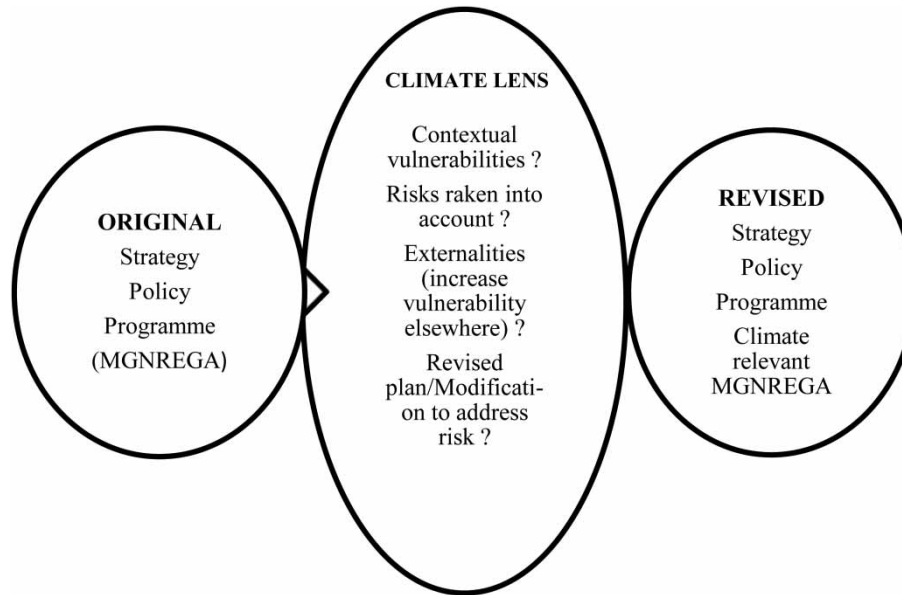 ORIGINAL
Strategy
Policy
Programme
(MGNREGA)
CLIMATE LENS
Contextual
vulnerabilities ?
Risks raken into
account ?
Externalities
(increase
vulnerability
elsewhere) ?
Revised
plan/Modificati-
on to address
risk ?
REVISED
Strategy
Policy
Programme
Climate
relevant
MGNREGA